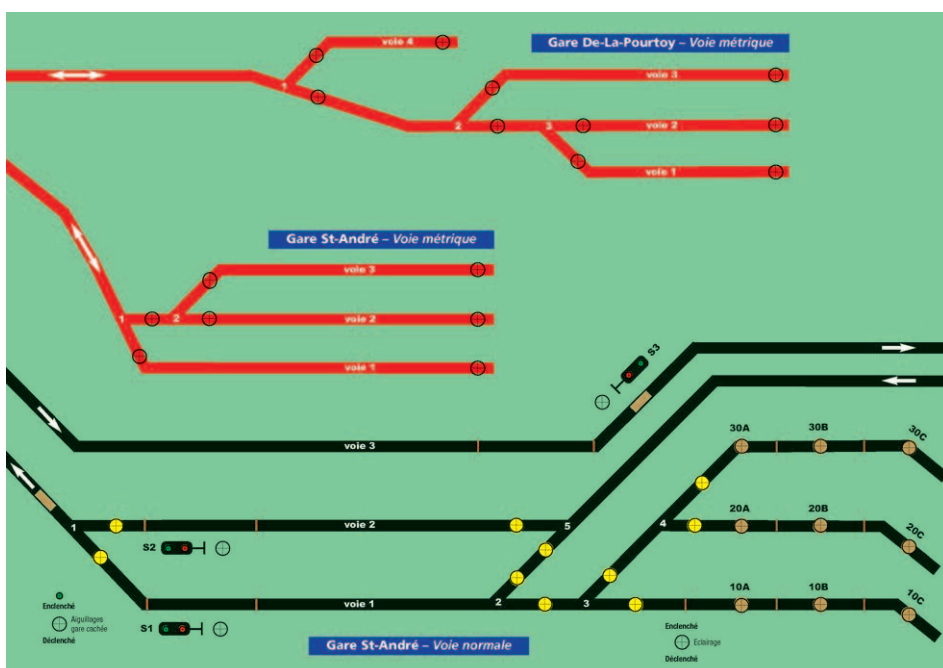 voie 4
Gare De-La-Pourtoy – Voie métrique
1
voie 3
2
3
voie 2
voie 1
Gare St-André – Voie métrique
voie 3
1
2
voie 2
voie 1
S3
voie 3
30A
30B
30C
1
voie 2
5
4
20A
20B
20C
S2
10A
10B
10C
voie 1
2
3
Enclenché
Aiguillages
gare cachée
Déclenché
S1
Gare St-André – Voie normale
Enclenché
Eclairage
Déclenché